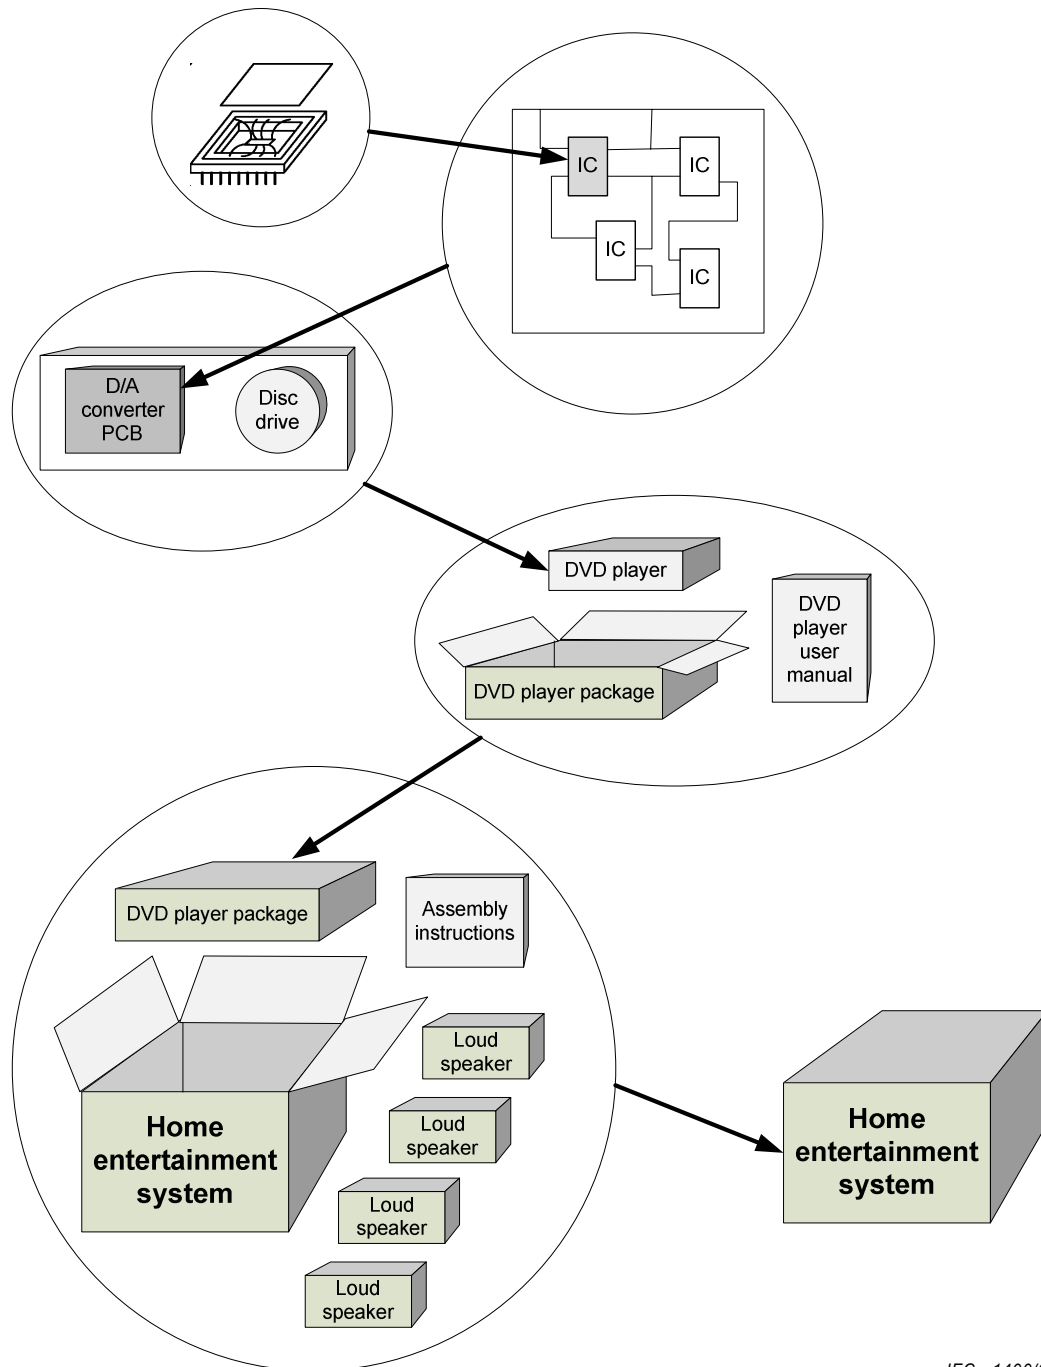 IC
IC
IC
IC
D/A
converter
PCB
Disc
drive
DVD player
DVD player package
DVD
player
user
manual
DVD player package
Assembly
instructions
Home
entertainment
system
Loud
speaker
Loud
speaker
Loud
speaker
Loud
speaker
Home
entertainment
system